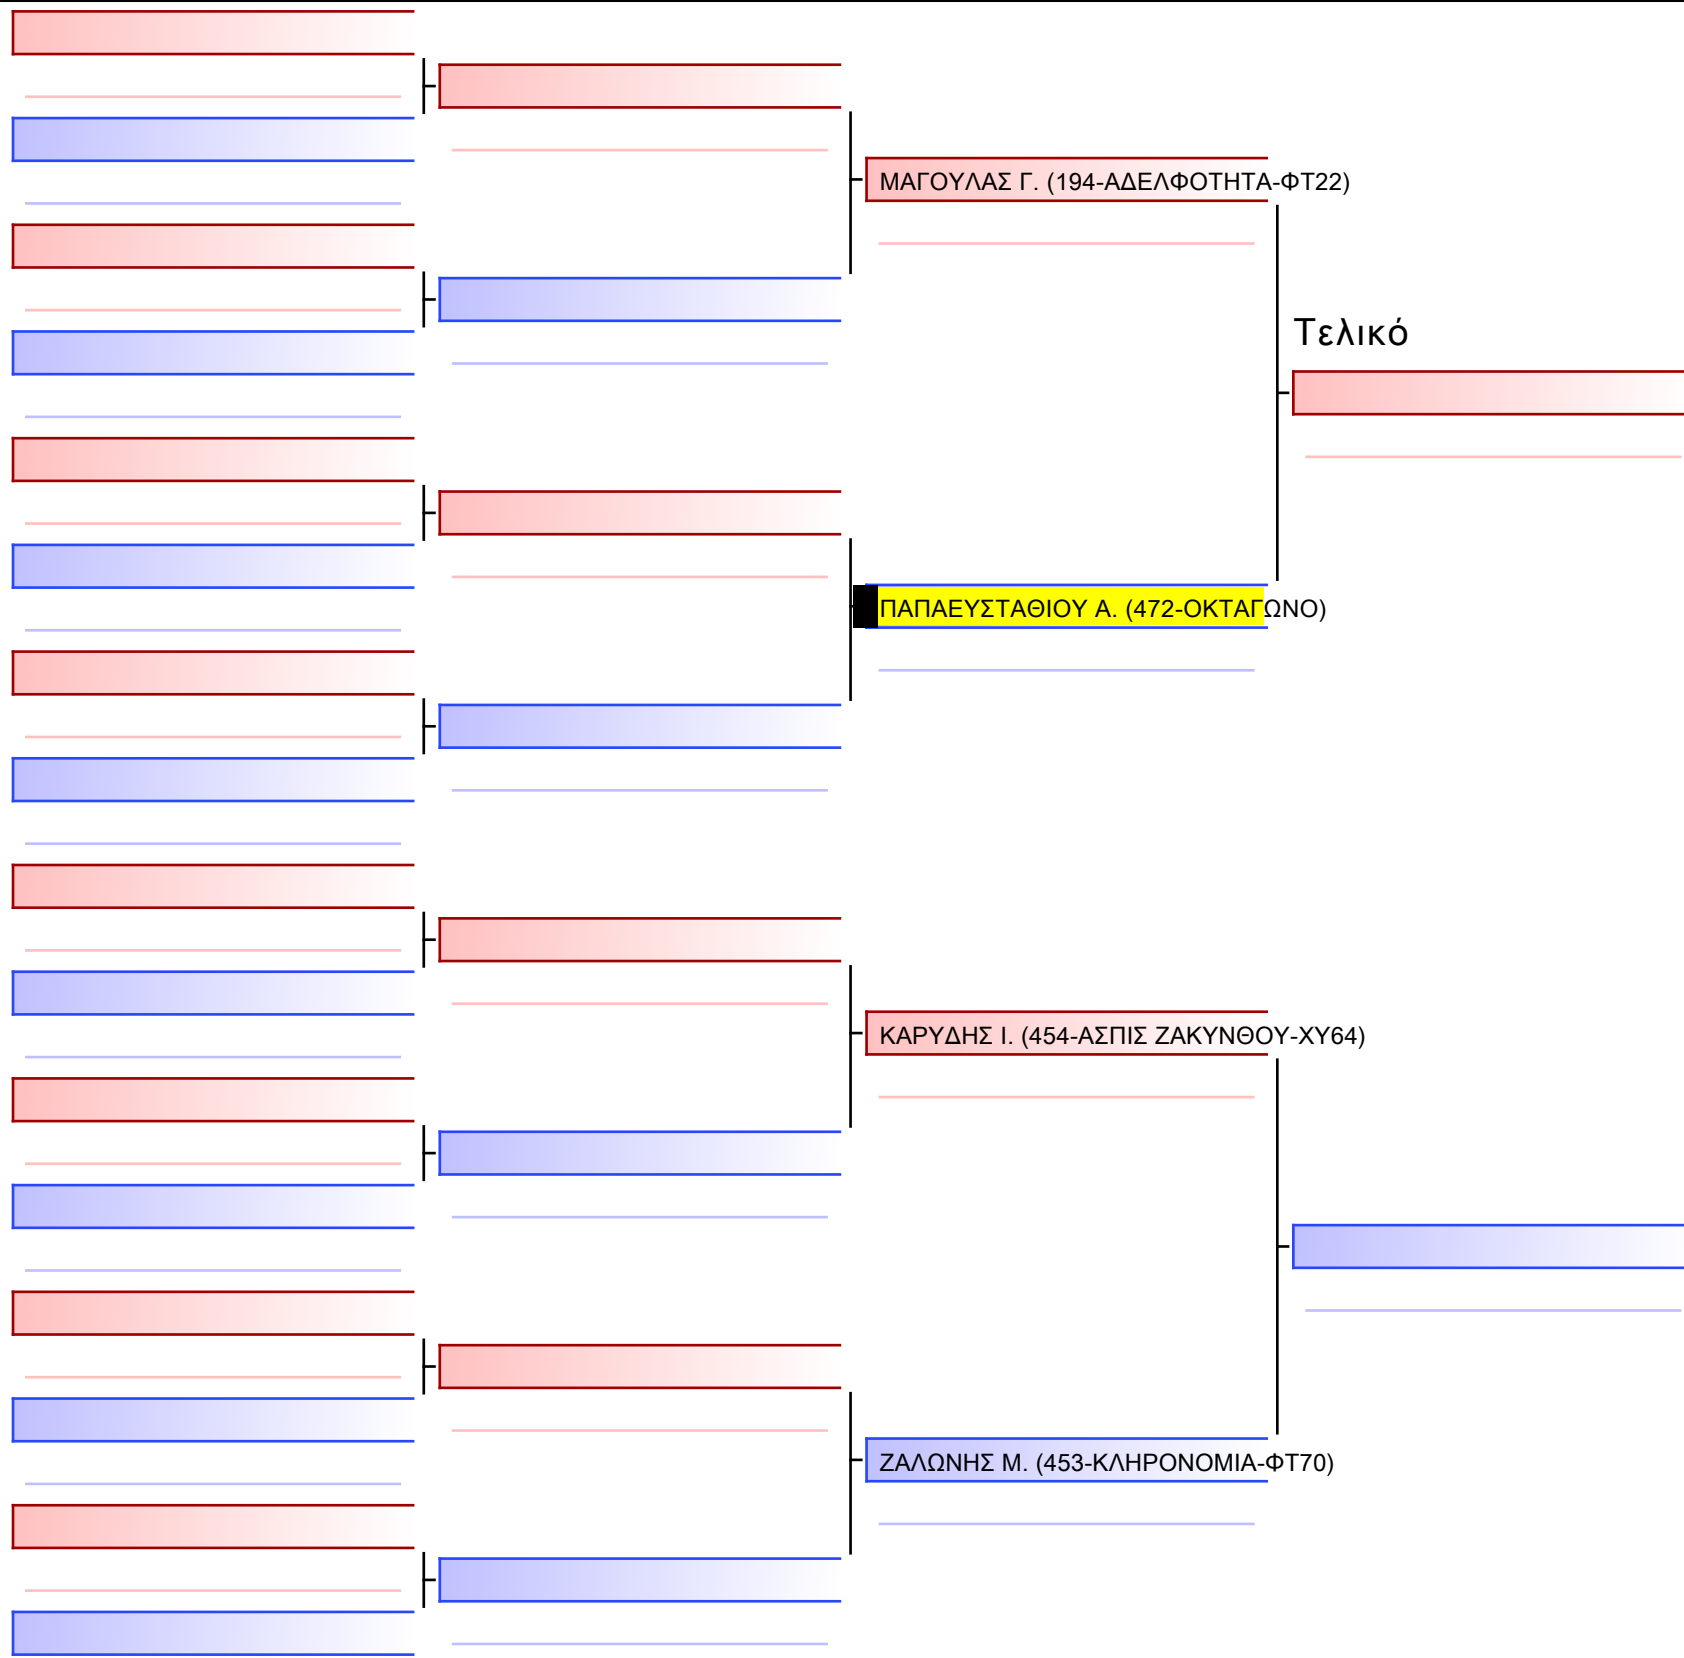 ΜΑΓΟΥΛΑΣ Γ. (194-ΑΔΕΛΦΟΤΗΤΑ-ΦΤ22)
Τελικό
ΠΑΠΑΕΥΣΤΑΘΙΟΥ Α. (472-ΟΚΤΑΓΩΝΟ)
ΚΑΡΥΔΗΣ Ι. (454-ΑΣΠΙΣ ΖΑΚΥΝΘΟΥ-ΧΥ64)
ΖΑΛΩΝΗΣ Μ. (453-ΚΛΗΡΟΝΟΜΙΑ-ΦΤ70)